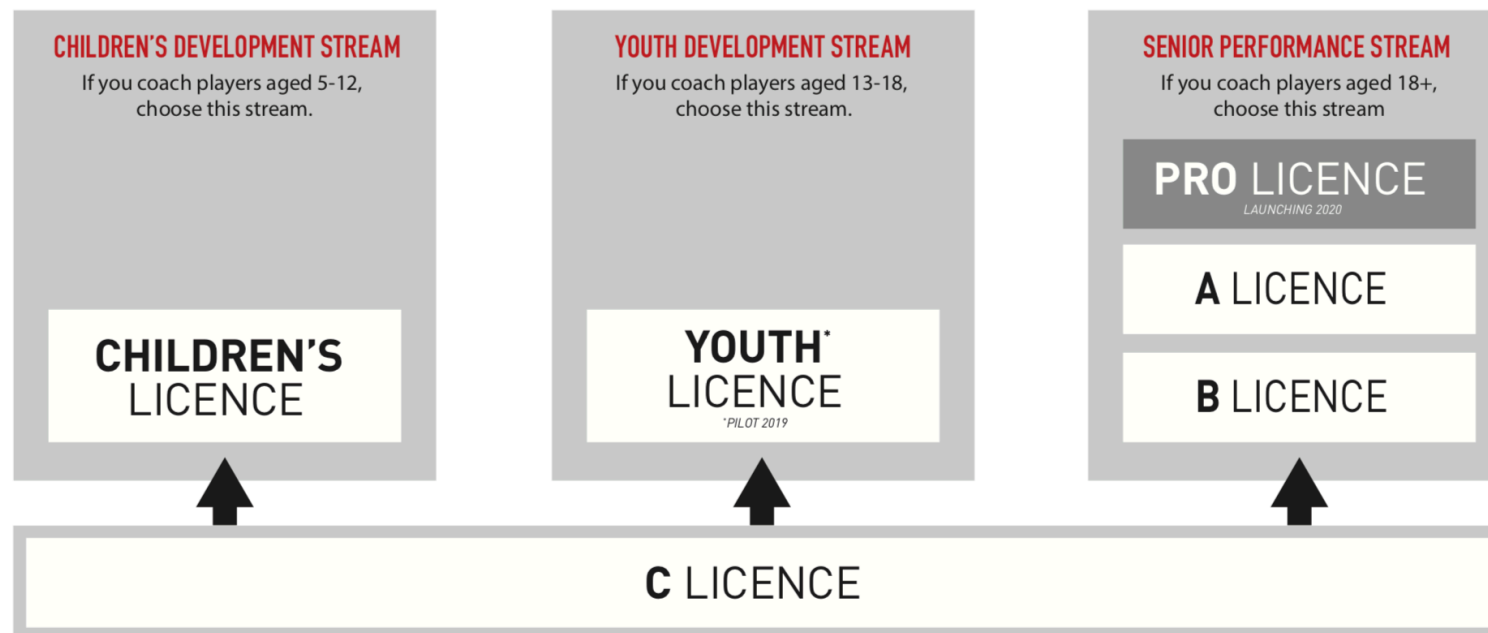 CHILDREN'S DEVELOPMENT STREAM
If you coach players aged 5-12,
choose this stream.
CHILDREN'S
LICENCE
YOUTH DEVELOPMENT STREAM
If you coach players aged 13-18,
choose this stream.
YOUTH*
LICENCE
*PILOT 2019
SENIOR PERFORMANCE STREAM
If you coach players aged 18+,
choose this stream
PRO LICENCE
LAUNCHING 2020
A LICENCE
B LICENCE
C LICENCE